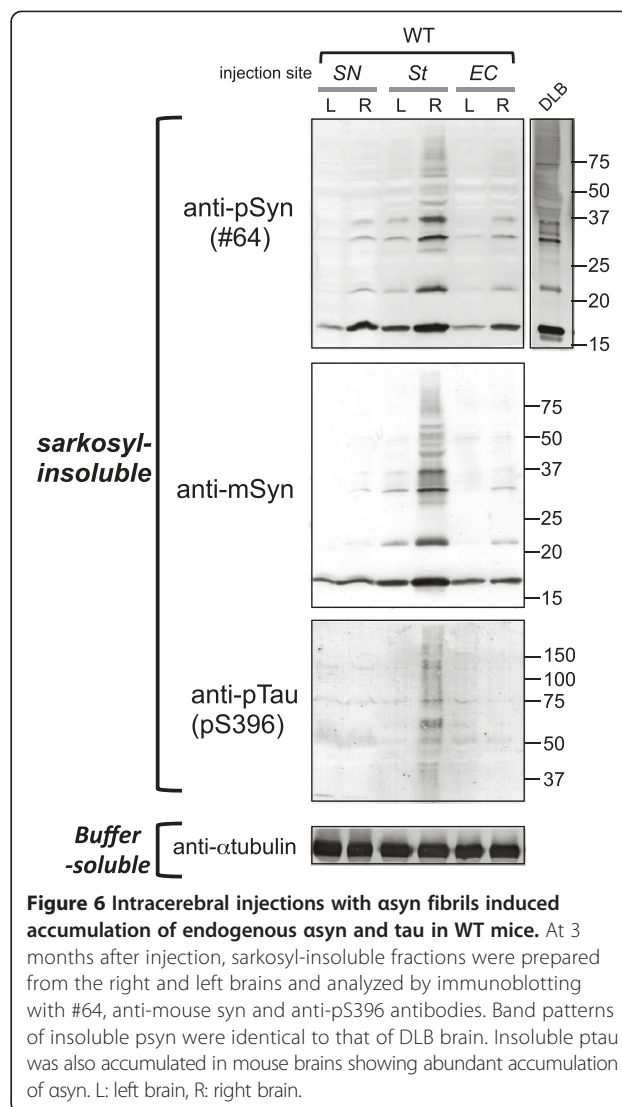 WT
injection site SN St EC
L R L R L R DLB
anti-pSyn
(#64)
75
50
37
25
20
15
sarkosyl-
insoluble
anti-mSyn
75
50
37
25
20
15
anti-pTau
(pS396)
150
100
75
50
37
Buffer
-soluble
anti-αtubulin
Figure 6 Intracerebral injections with αsyn fibrils induced
accumulation of endogenous αsyn and tau in WT mice. At 3
months after injection, sarkosyl-insoluble fractions were prepared
from the right and left brains and analyzed by immunoblotting
with #64, anti-mouse syn and anti-pS396 antibodies. Band patterns
of insoluble psyn were identical to that of DLB brain. Insoluble ptau
was also accumulated in mouse brains showing abundant accumulation
of αsyn. L: left brain, R: right brain.